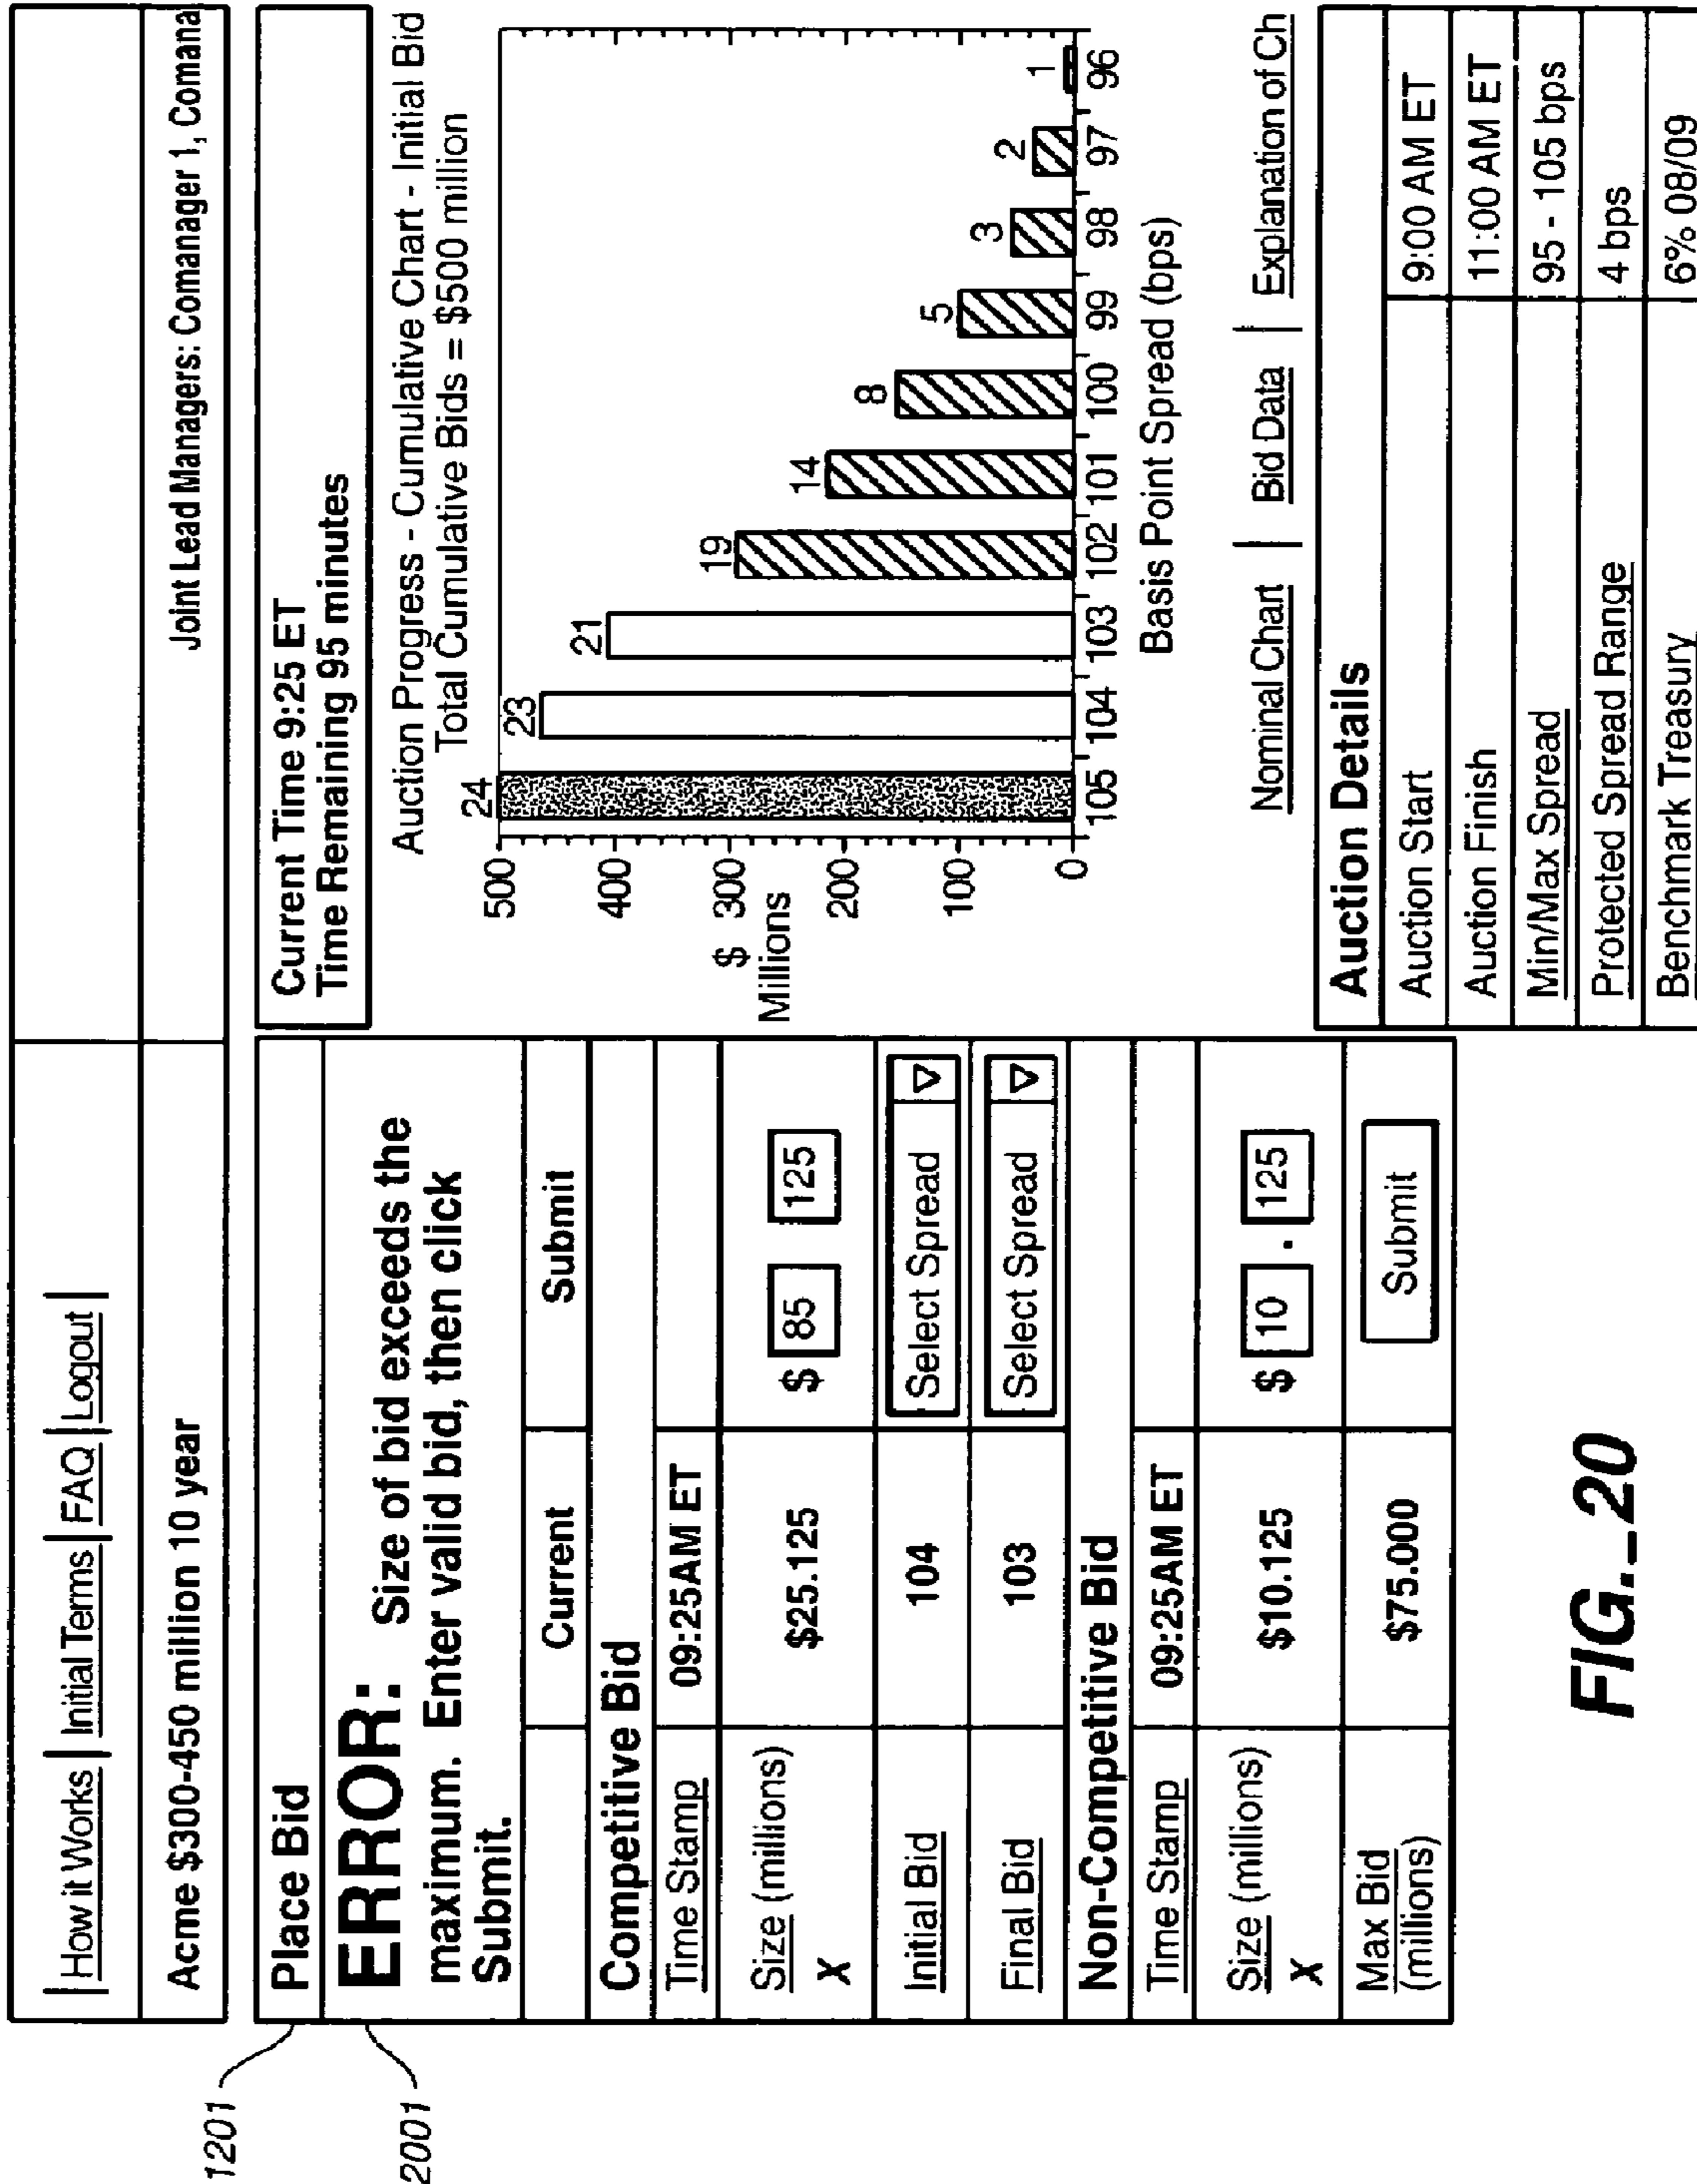 | How it Works | Initial Terms | FAQ | Logout |
Acme $300-450 million 10 year
Joint Lead Managers: Comanager 1, Comana
1201
Place Bid
2001
ERROR: Size of bid exceeds the
maximum. Enter valid bid, then click
Submit.
Current Submit
Competitive Bid
Time Stamp 09:25AM ET
Size (millions) $25.125 $ 85 125
X
Initial Bid 104 Select Spread
Final Bid 103 Select Spread
Non-Competitive Bid
Time Stamp 09:25AM ET
Size (millions) $10.125 $ 10 . 125
X
Max Bid $75.000 Submit
(millions)
Current Time 9:25 ET
Time Remaining 95 minutes
Auction Progress - Cumulative Chart - Initial Bid
Total Cumulative Bids = $500 million
$
Millions
500
400
300
200
100
0
24 23 21 19 14 8 5 3 2 1
105 104 103 102 101 100 99 98 97 96
Basis Point Spread (bps)
Nominal Chart | Bid Data | Explanation of Ch
Auction Details
Auction Start 9:00 AM ET
Auction Finish 11:00 AM ET
Min/Max Spread 95 - 105 bps
Protected Spread Range 4 bps
Benchmark Treasury 6% 08/09
FIG._20